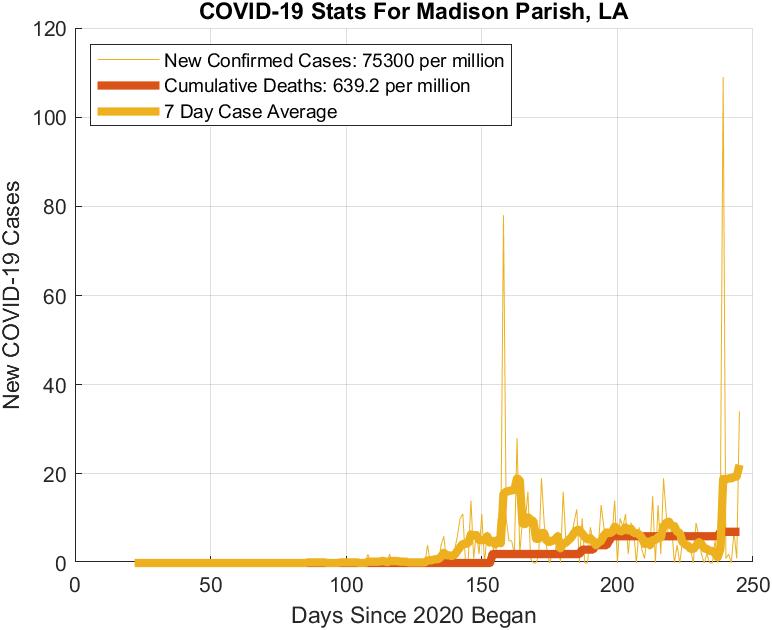 COVID-19 Stats For Madison Parish, LA
New Confirmed Cases: 75300 per million
Cumulative Deaths: 639.2 per million
7 Day Case Average
New COVID-19 Cases
120
100
80
60
40
20
0
0 50 100 150 200 250
Days Since 2020 Began